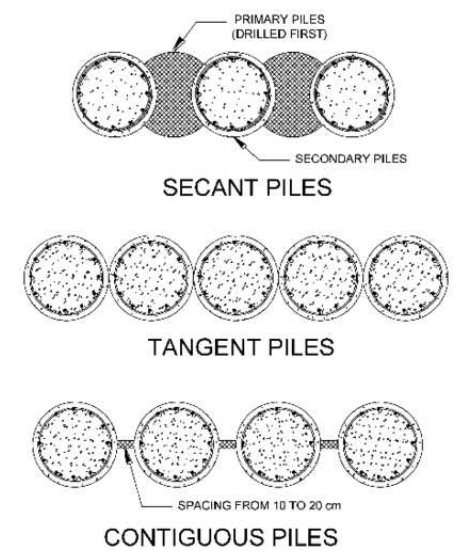 PRIMARY PILES
(DRILLED FIRST)
SECONDARY PILES
SECANT PILES
TANGENT PILES
SPACING FROM 10 TO 20 cm
CONTIGUOUS PILES